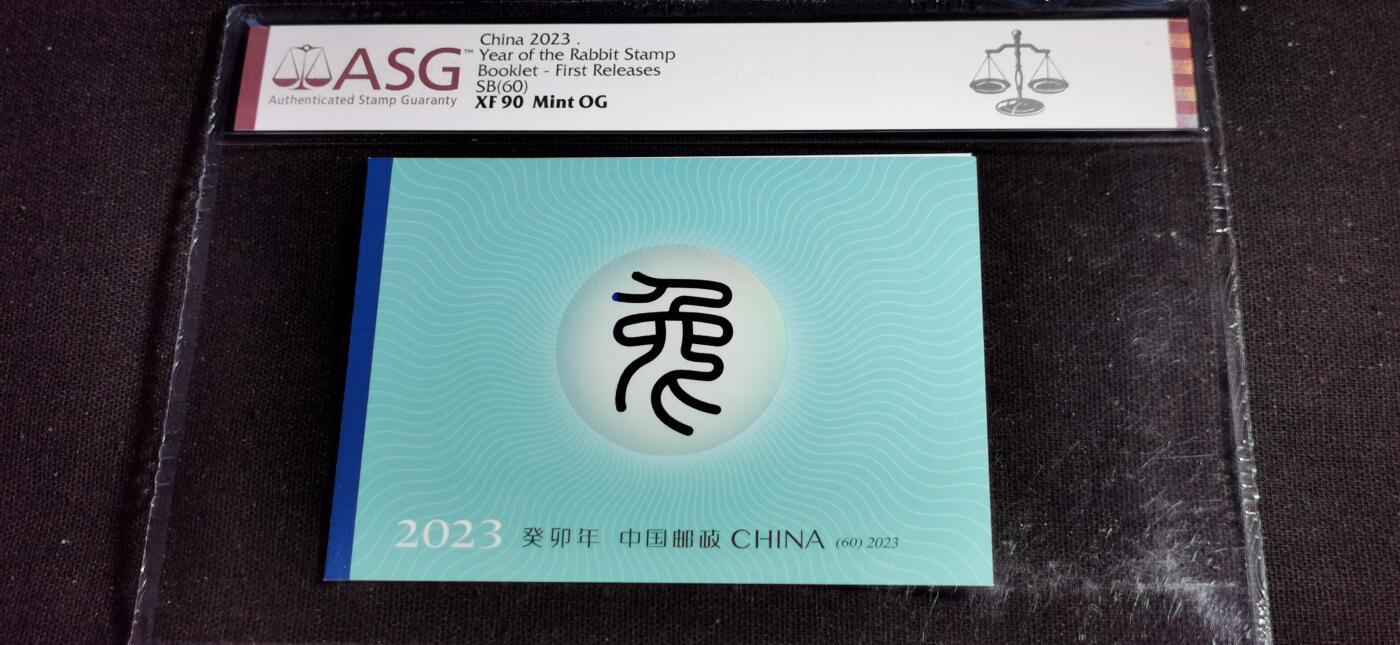 ASG™
Authenticated Stamp Guaranty
China 2023 .
Year of the Rabbit Stamp
Booklet - First Releases
SB(60)
XF 90 Mint OG
兔
2023 癸卯年 中国邮政 CHINA (60) 2023